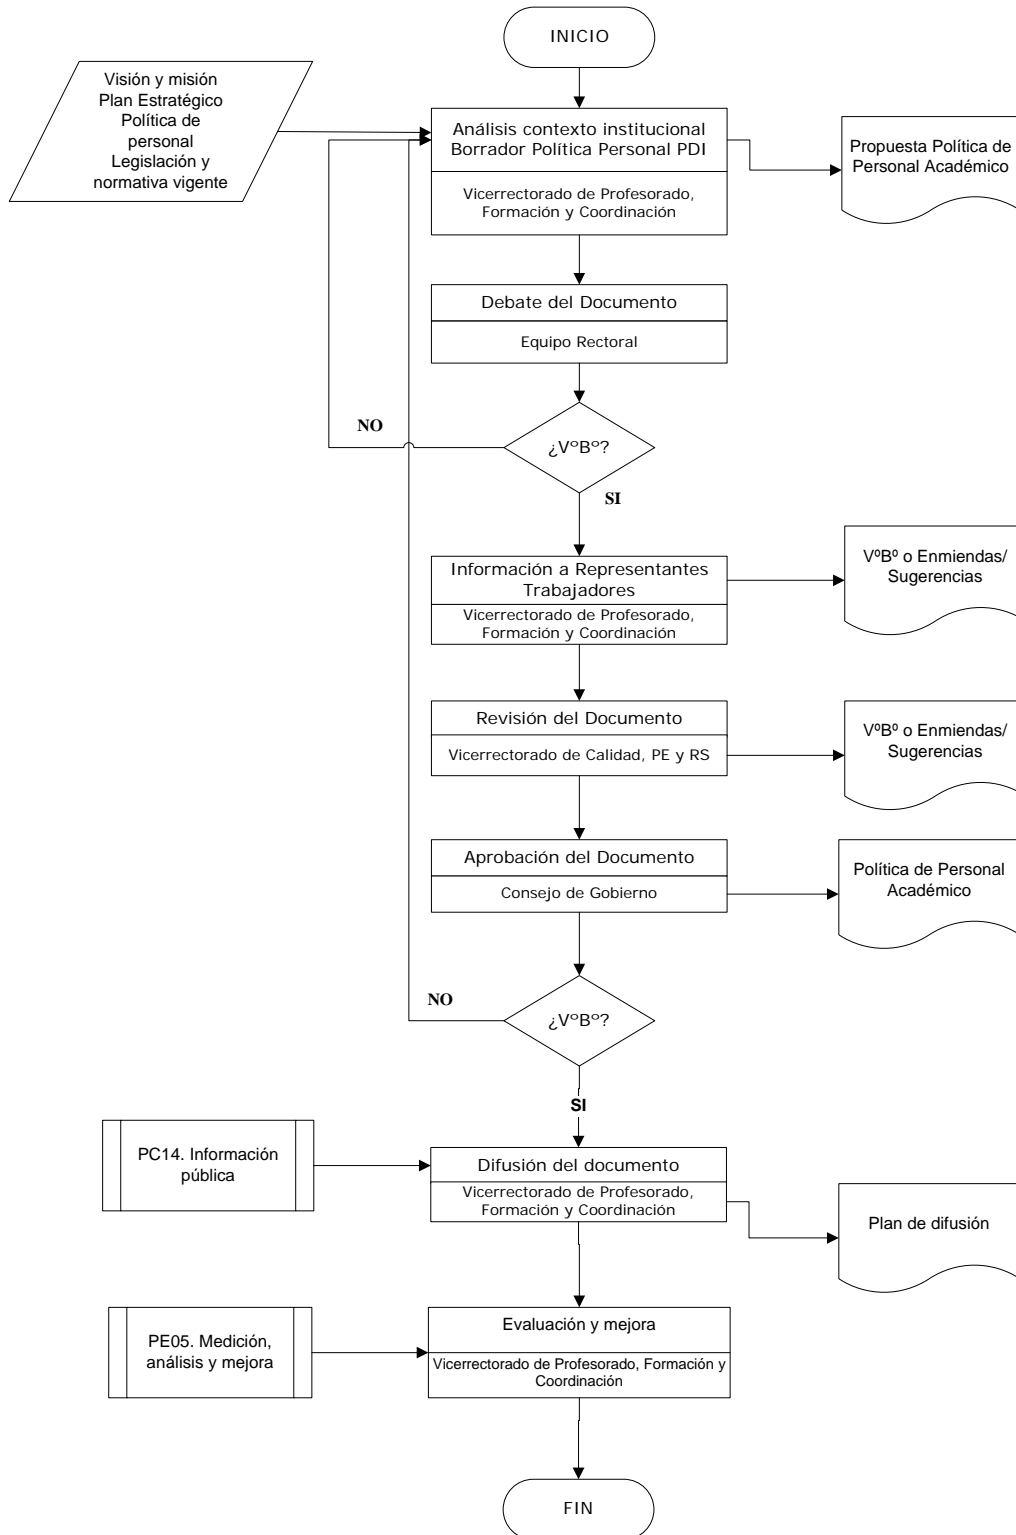 INICIO
Visión y misión
Plan Estratégico
Política de
personal
Legislación y
normativa vigente
Análisis contexto institucional
Borrador Política Personal PDI
Vicerrectorado de Profesorado,
Formación y Coordinación
Propuesta Política de
Personal Académico
Debate del Documento
Equipo Rectoral
NO
¿VºBº?
SI
Información a Representantes
Trabajadores
Vicerrectorado de Profesorado,
Formación y Coordinación
VºBº o Enmiendas/
Sugerencias
Revisión del Documento
Vicerrectorado de Calidad, PE y RS
VºBº o Enmiendas/
Sugerencias
Aprobación del Documento
Consejo de Gobierno
Política de Personal
Académico
NO
¿VºBº?
SI
PC14. Información
pública
Difusión del documento
Vicerrectorado de Profesorado,
Formación y Coordinación
Plan de difusión
PE05. Medición,
análisis y mejora
Evaluación y mejora
Vicerrectorado de Profesorado, Formación y
Coordinación
FIN